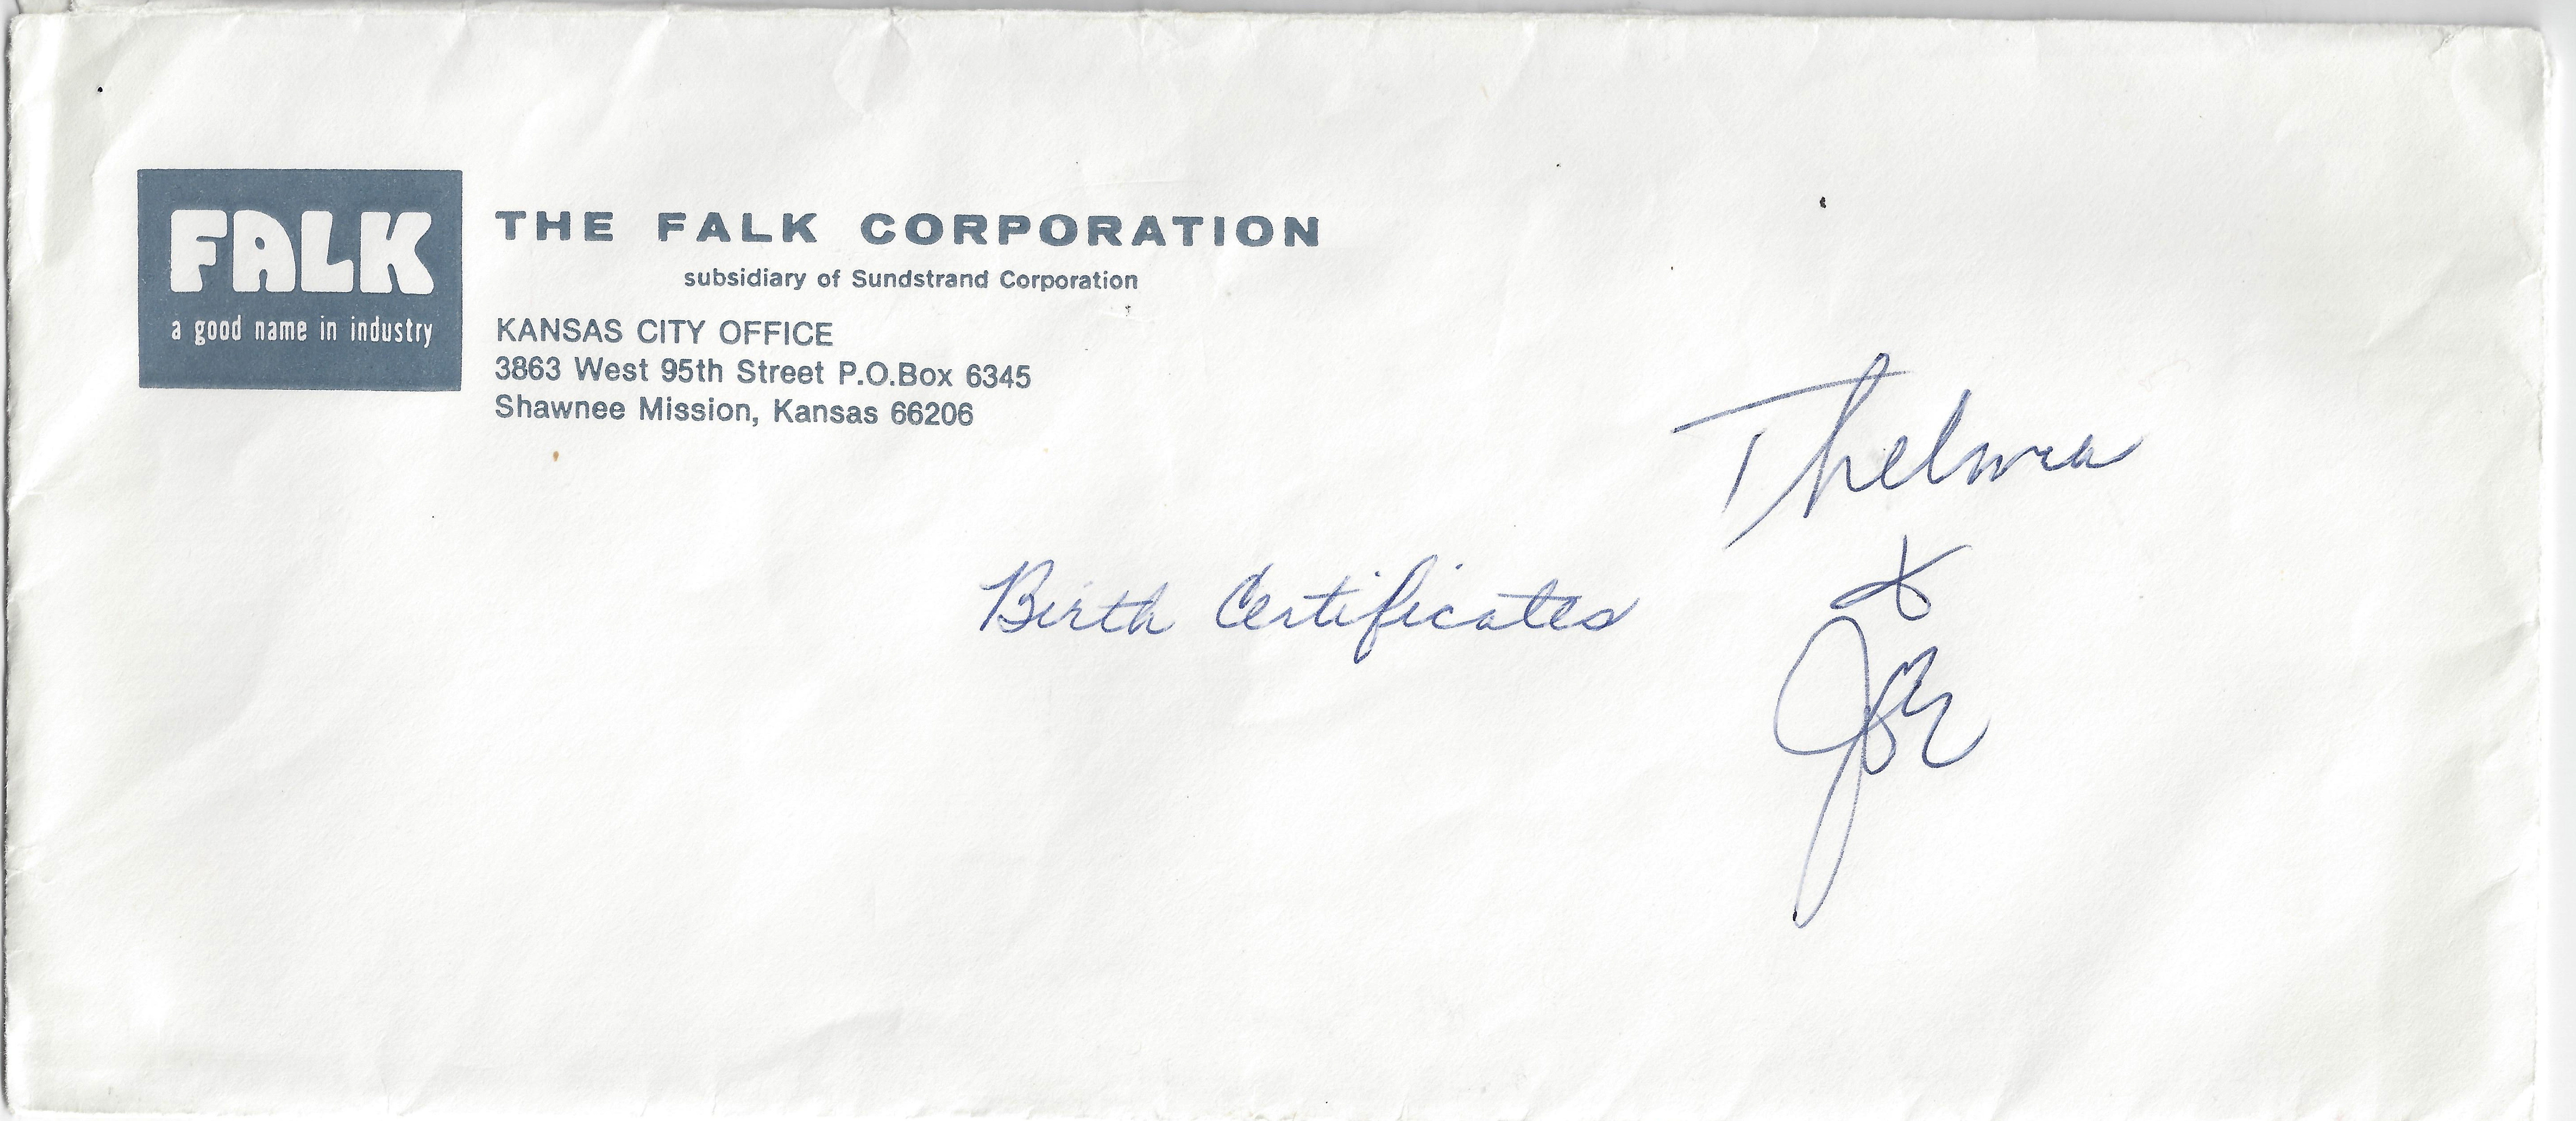 FALK
a good name in industry
THE FALK CORPORATION
subsidiary of Sundstrand Corporation
KANSAS CITY OFFICE
3863 West 95th Street P.O.Box 6345
Shawnee Mission, Kansas 66206
Birth Certificates
Thelma
&
Joe